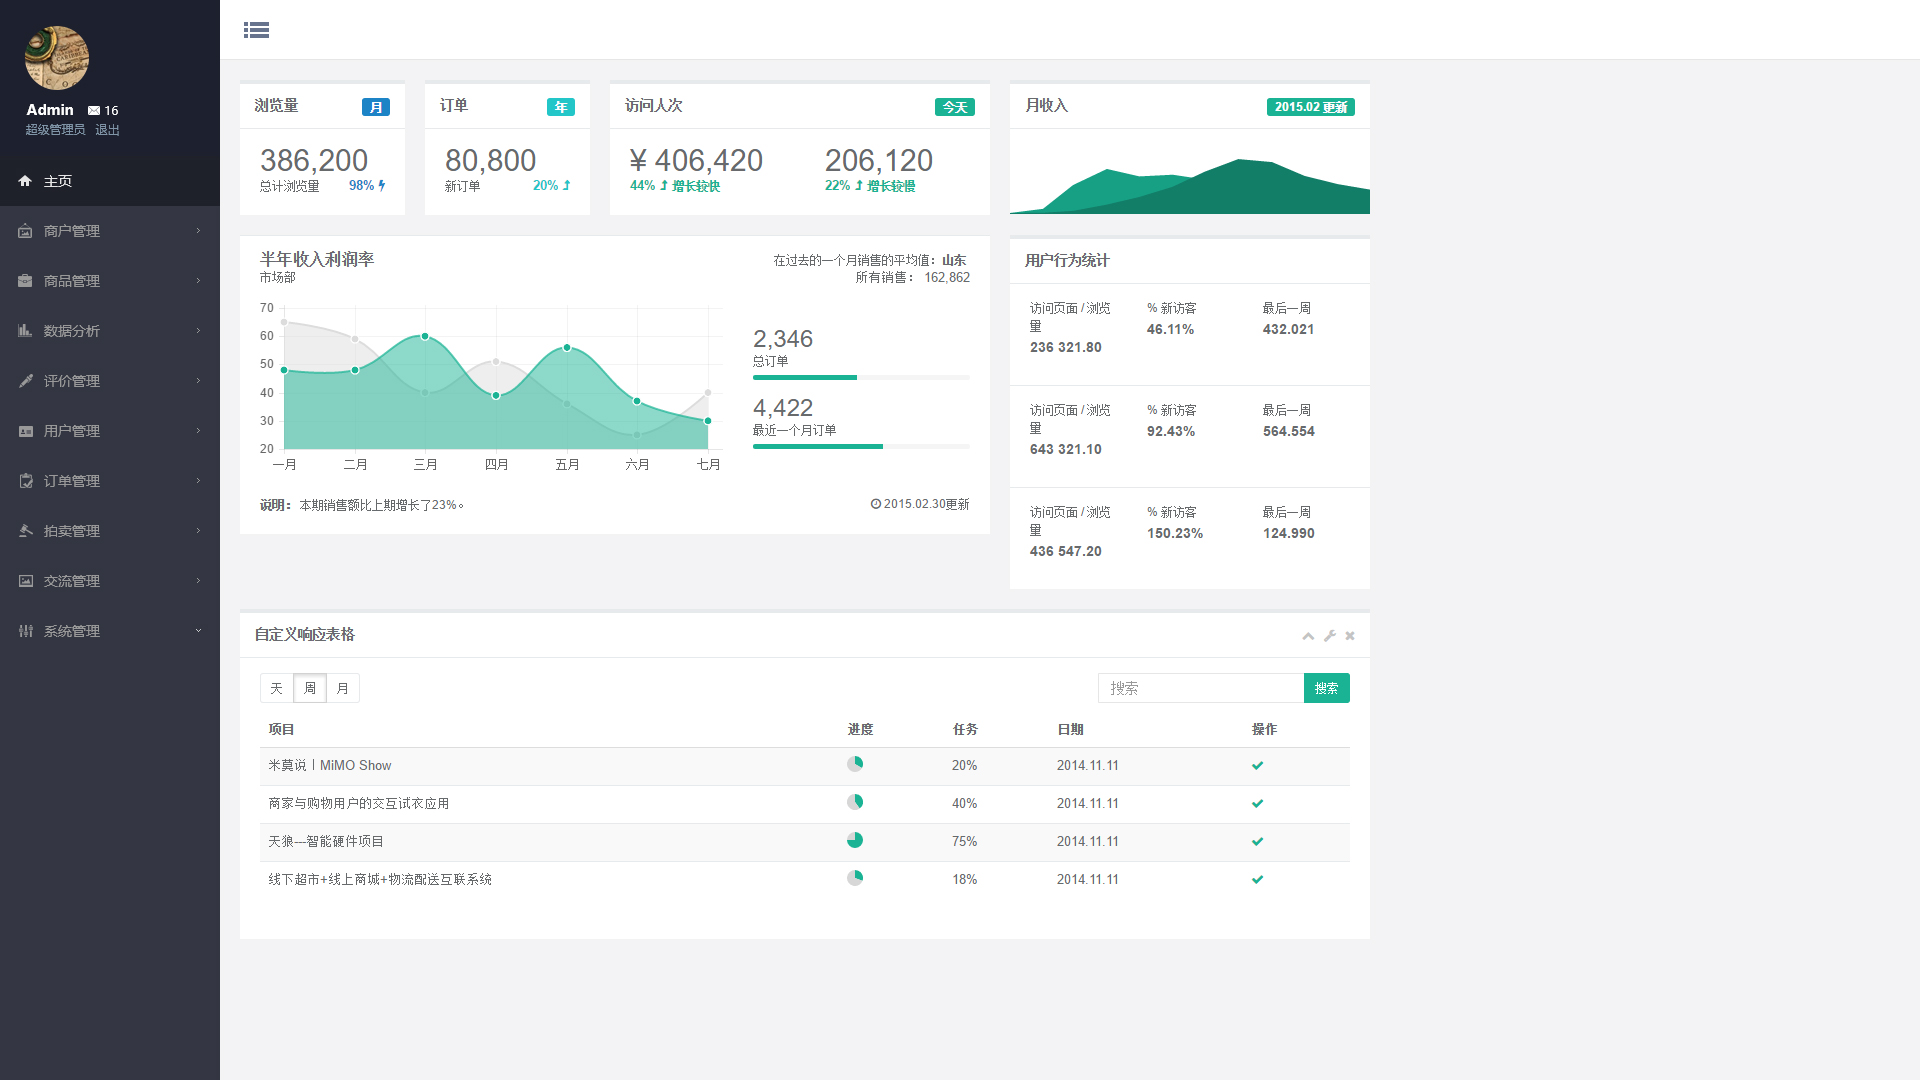 Admin 16
超级管理员 退出
主页
商户管理
商品管理
数据分析
评价管理
用户管理
订单管理
拍卖管理
交流管理
系统管理
浏览量 月
386,200
总计浏览量 98%
订单 年
80,800
新订单 20%
访问人次 今天
¥ 406,420 206,120
44% 增长较快 22% 增长较慢
月收入 2015.02 更新
半年收入利润率
市场部
在过去的一个月销售的平均值：山东
所有销售： 162,862
70
60
50
40
30
20
一月 二月 三月 四月 五月 六月 七月
2,346
总订单
4,422
最近一个月订单
说明： 本期销售额比上期增长了23%。
2015.02.30更新
用户行为统计
访问页面 / 浏览量 % 新访客 最后一周
236 321.80 46.11% 432.021
访问页面 / 浏览量 % 新访客 最后一周
643 321.10 92.43% 564.554
访问页面 / 浏览量 % 新访客 最后一周
436 547.20 150.23% 124.990
自定义响应表格
天 周 月
搜索 搜索
项目 进度 任务 日期 操作
米莫说丨MiMO Show 20% 2014.11.11
商家与购物用户的交互试衣应用 40% 2014.11.11
天狼---智能硬件项目 75% 2014.11.11
线下超市+线上商城+物流配送互联系统 18% 2014.11.11